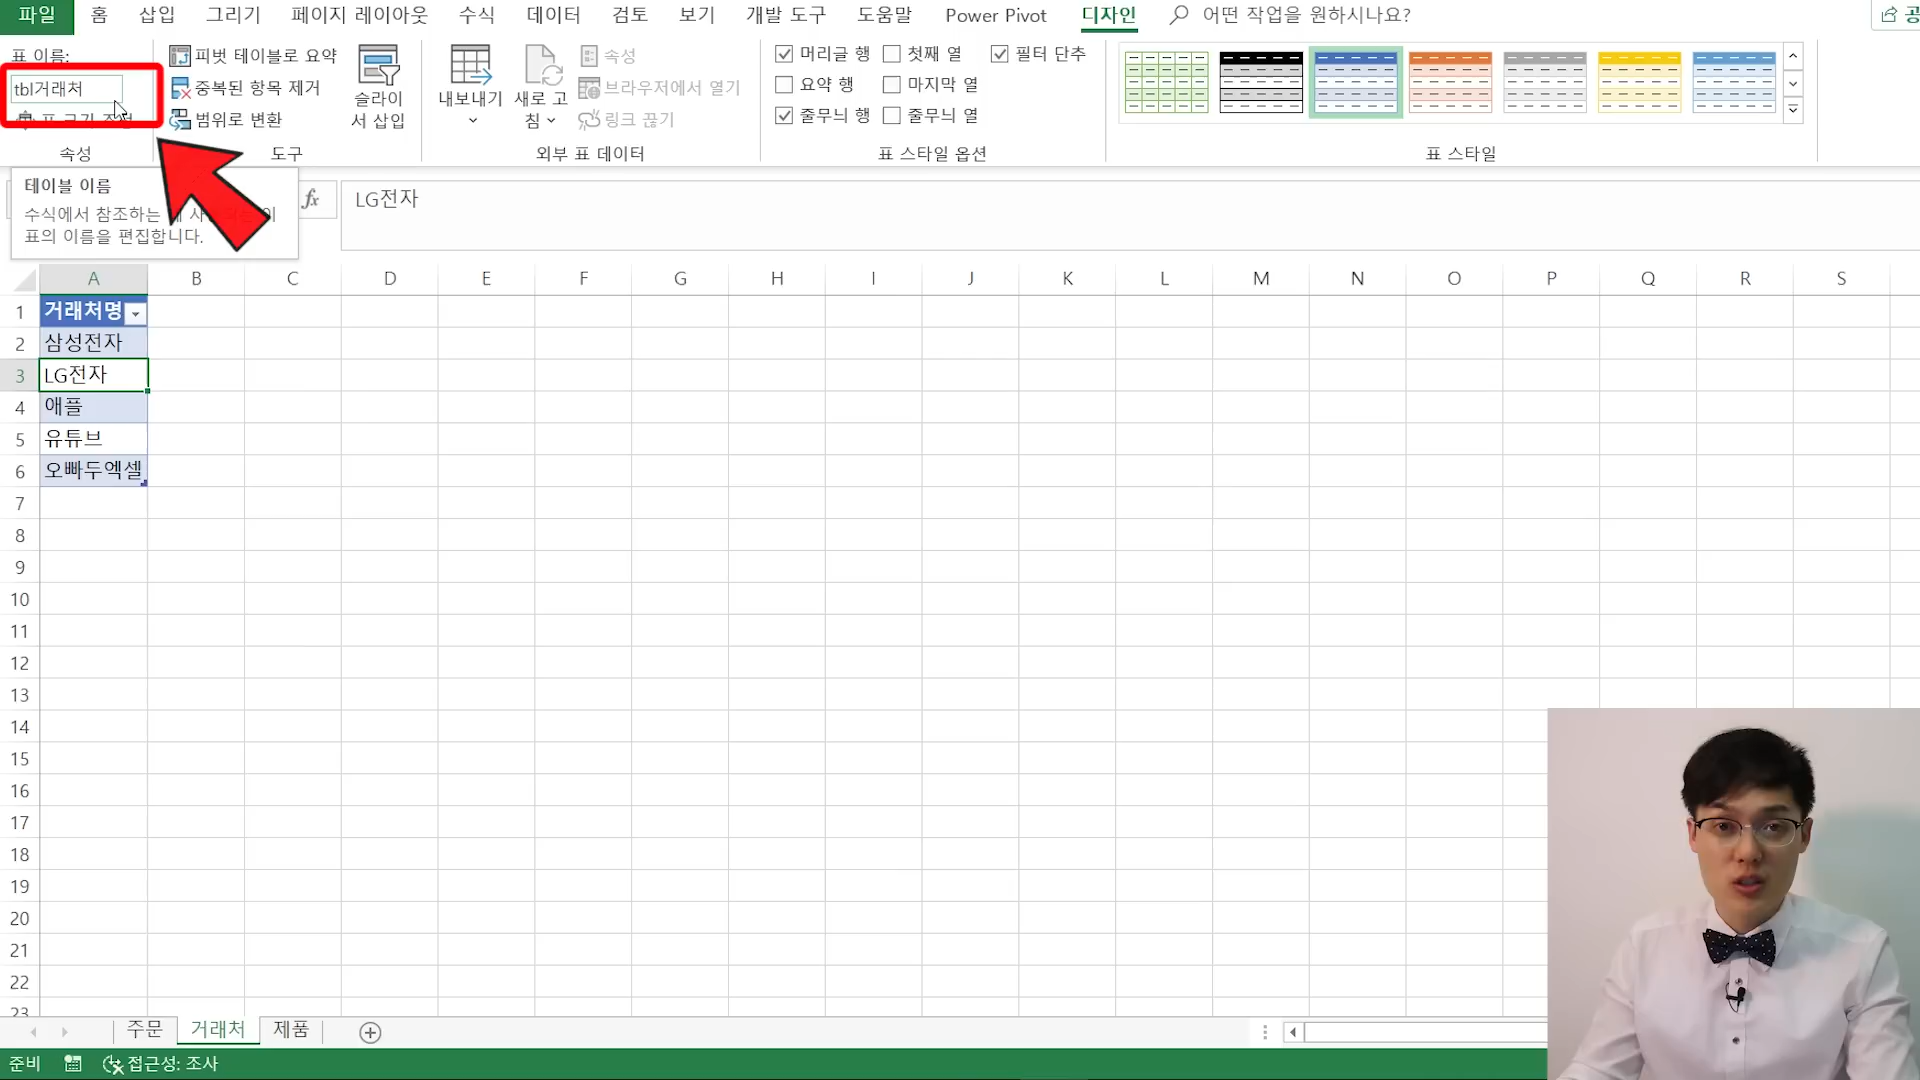 파일 홈 삽입 그리기 페이지 레이아웃 수식 데이터 검토 보기 개발 도구 도움말 Power Pivot 디자인 어떤 작업을 원하시나요?
표 이름:
tbl거래처
속성
피벗 테이블로 요약
중복된 항목 제거
범위로 변환
슬라이
서 삽입
도구
내보내기
새로 고
침
속성
브라우저에서 열기
링크 끊기
외부 표 데이터
머리글 행 첫째 열 필터 단추
요약 행 마지막 열
줄무늬 행 줄무늬 열
표 스타일 옵션
표 스타일
테이블 이름
수식에서 참조하는
표의 이름을 편집합니다.
fx LG전자
A B C D E F G H I J K L M N O P Q R S
1 거래처명
2 삼성전자
3 LG전자
4 애플
5 유튜브
6 오빠두엑셀
7
8
9
10
11
12
13
14
15
16
17
18
19
20
21
22
23
주문 거래처 제품
준비 접근성: 조사